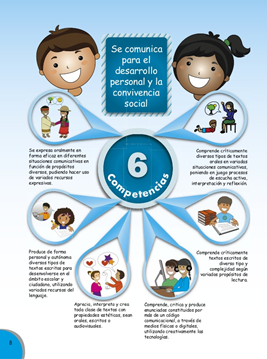 Se comunica
para el
desarrollo
personal y la
convivencia
social
Se expresa oralmente en
forma eficaz en diferentes
situaciones comunicativas en
función de propósitos
diversos, pudiendo hacer uso
de variados recursos
expresivos.
Comprende críticamente
diversos tipos de textos
orales en variadas
situaciones comunicativas,
poniendo en juego procesos
de escucha activa,
interpretación y reflexión.
6
Competencias
Produce de forma
personal y autónoma
diversos tipos de
textos escritos para
desenvolverse en el
ámbito escolar y
ciudadano, utilizando
variados recursos del
lenguaje.
Comprende críticamente
textos escritos de
diverso tipo y
complejidad según
variados propósitos de
lectura.
Aprecia, interpreta y crea
toda clase de textos con
propiedades estéticas, sean
orales, escritos o
audiovisuales.
Comprende, critica y produce
enunciados constituidos por
más de un código
comunicacional, a través de
medios físicos o digitales,
utilizando creativamente las
tecnologías.
8